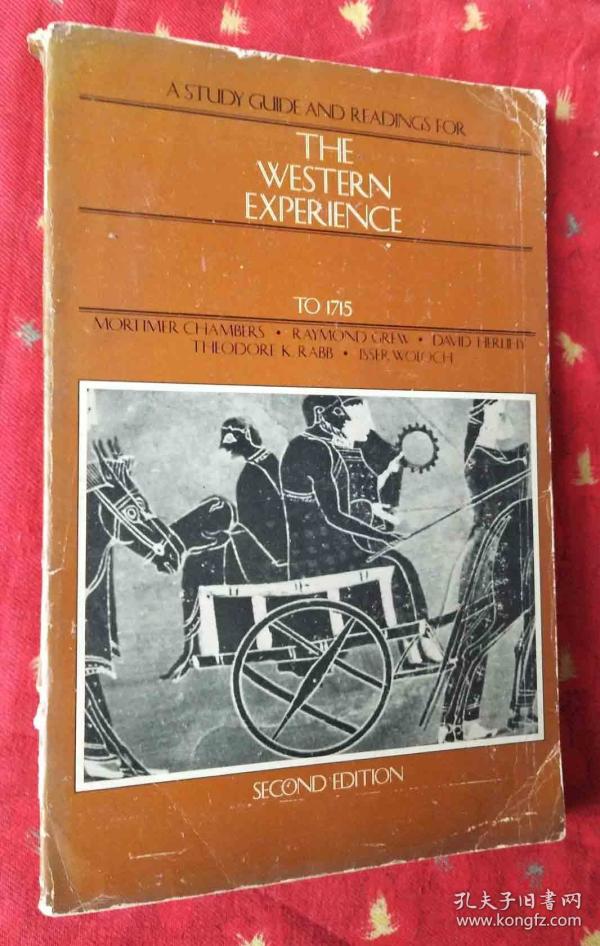 A STUDY GUIDE AND READINGS FOR
THE
WESTERN
EXPERIENCE
TO 1715
MORTIMER CHAMBERS • RAYMOND GREW • DAVID HERLIHY
THEODORE K. RABB • ISSER WOLOCH
SECOND EDITION
孔夫子旧书网
www.kongfz.com